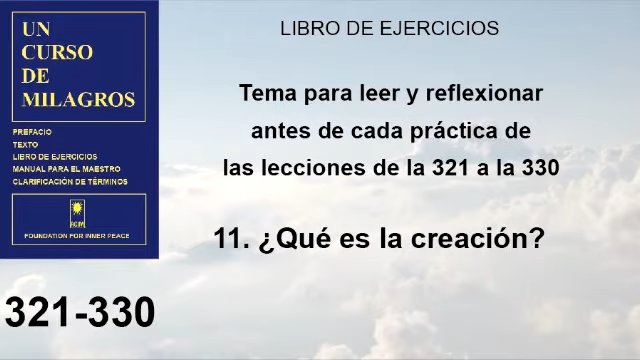 UN
CURSO
DE
MILAGROS
PREFACIO
TEXTO
LIBRO DE EJERCICIOS
MANUAL PARA EL MAESTRO
CLARIFICACIÓN DE TÉRMINOS
FOUNDATION FOR INNER PEACE
321-330
LIBRO DE EJERCICIOS
Tema para leer y reflexionar
antes de cada práctica de
las lecciones de la 321 a la 330
11. ¿Qué es la creación?